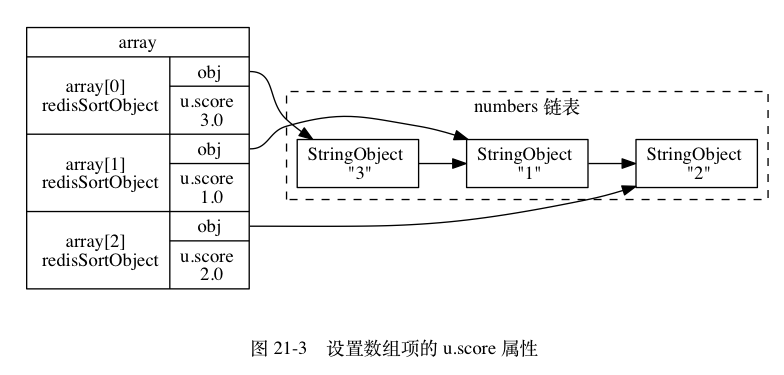 array
array[0]
redisSortObject
obj
u.score
3.0
array[1]
redisSortObject
obj
u.score
1.0
array[2]
redisSortObject
obj
u.score
2.0
numbers 链表
StringObject
"3"
StringObject
"1"
StringObject
"2"
图 21-3 设置数组项的 u.score 属性